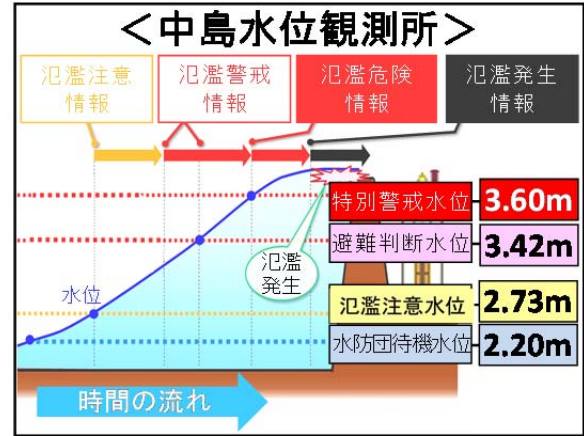 ＜中島水位観測所＞
氾濫注意
情報
氾濫警戒
情報
氾濫危険
情報
氾濫発生
情報
特別警戒水位
3.60m
避難判断水位
3.42m
氾濫
発生
水位
氾濫注意水位
2.73m
水防団待機水位
2.20m
時間の流れ